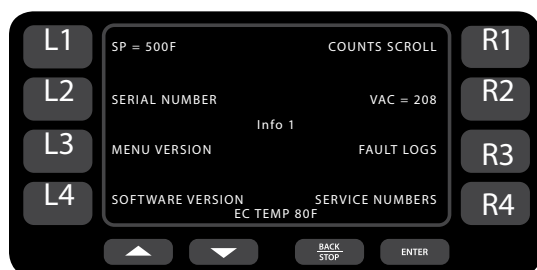 L1 SP = 500F COUNTS SCROLL R1
L2 SERIAL NUMBER VAC = 208 R2
Info 1
L3 MENU VERSION FAULT LOGS R3
L4 SOFTWARE VERSION SERVICE NUMBERS R4
EC TEMP 80F
BACK ENTER
STOP